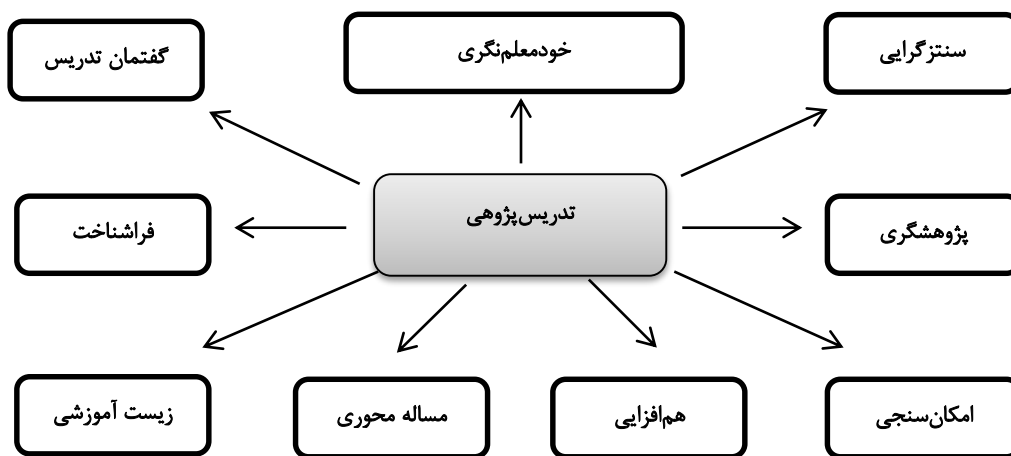 سنتزگرایی
خودمعلم‌نگری
گفتمان تدریس
تدریس‌پژوهی
پژوهشگری
فراشناخت
امکان‌سنجی
هم‌افزایی
مساله محوری
زیست آموزشی